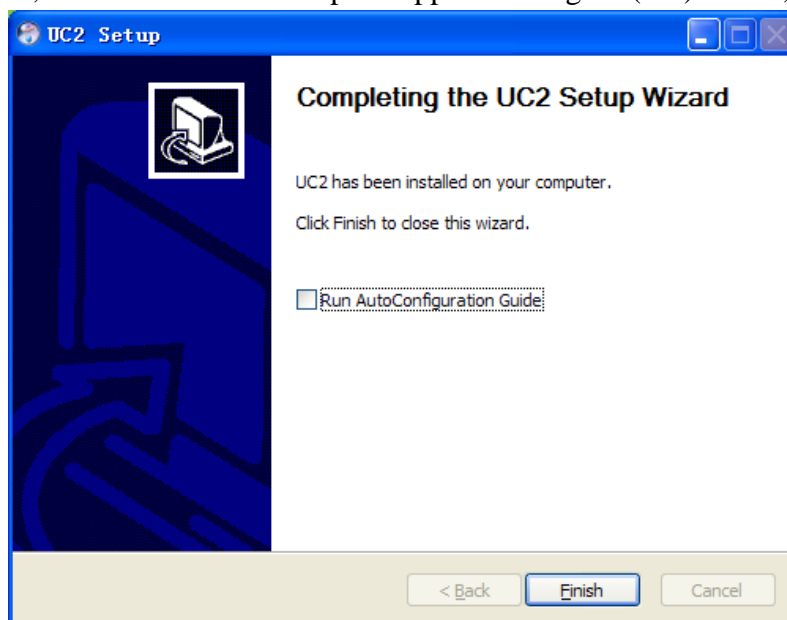 UC2 Setup
Completing the UC2 Setup Wizard
UC2 has been installed on your computer.
Click Finish to close this wizard.
Run AutoConfiguration Guide
< Back Finish Cancel